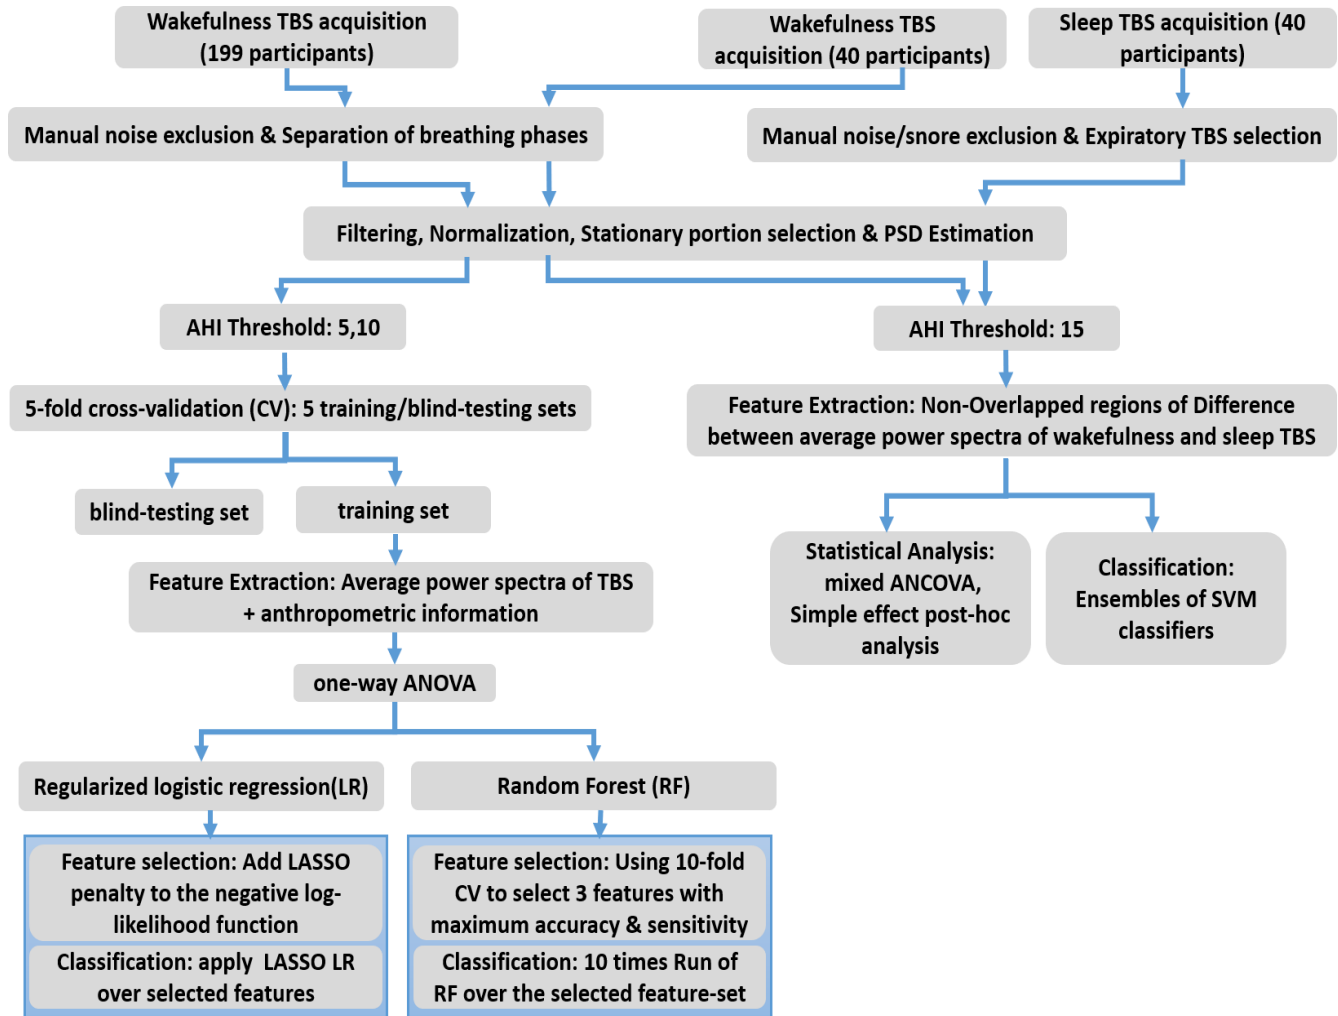 Wakefulness TBS acquisition
(199 participants)
Wakefulness TBS
acquisition (40 participants)
Sleep TBS acquisition (40
participants)
Manual noise exclusion & Separation of breathing phases
Manual noise/snore exclusion & Expiratory TBS selection
Filtering, Normalization, Stationary portion selection & PSD Estimation
AHI Threshold: 5,10
AHI Threshold: 15
5-fold cross-validation (CV): 5 training/blind-testing sets
Feature Extraction: Non-Overlapped regions of Difference
between average power spectra of wakefulness and sleep TBS
blind-testing set
training set
Statistical Analysis:
mixed ANCOVA,
Simple effect post-hoc
analysis
Classification:
Ensembles of SVM
classifiers
Feature Extraction: Average power spectra of TBS
+ anthropometric information
one-way ANOVA
Regularized logistic regression(LR)
Random Forest (RF)
Feature selection: Add LASSO
penalty to the negative log-
likelihood function
Classification: apply LASSO LR
over selected features
Feature selection: Using 10-fold
CV to select 3 features with
maximum accuracy & sensitivity
Classification: 10 times Run of
RF over the selected feature-set